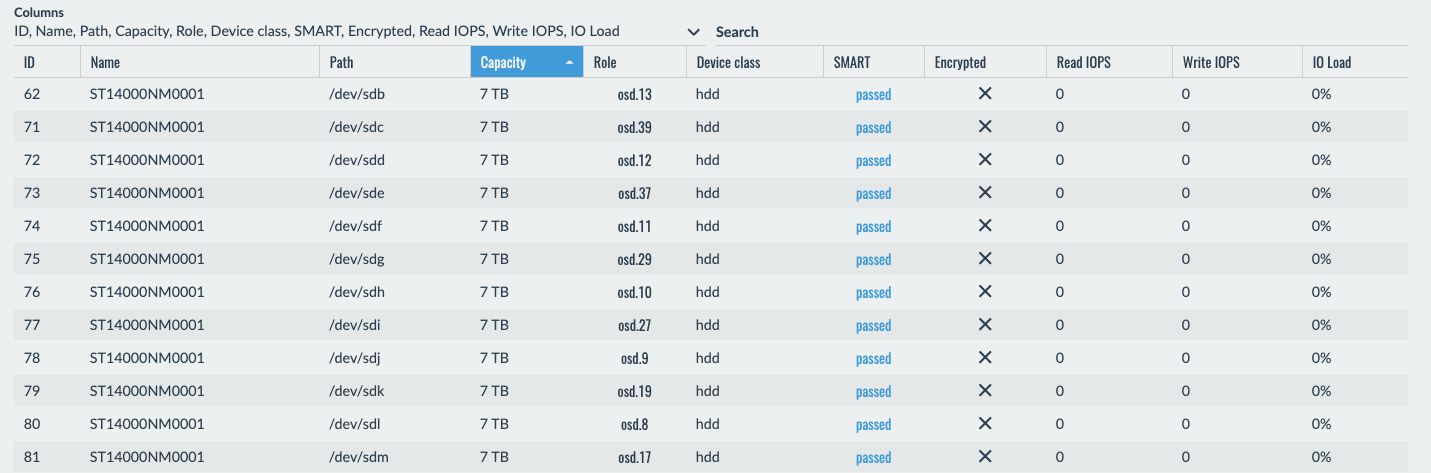 Columns
ID, Name, Path, Capacity, Role, Device class, SMART, Encrypted, Read IOPS, Write IOPS, IO Load
Search
ID Name Path Capacity Role Device class SMART Encrypted Read IOPS Write IOPS IO Load
62 ST14000NM0001 /dev/sdb 7 TB osd.13 hdd passed ✕ 0 0 0%
71 ST14000NM0001 /dev/sdc 7 TB osd.39 hdd passed ✕ 0 0 0%
72 ST14000NM0001 /dev/sdd 7 TB osd.12 hdd passed ✕ 0 0 0%
73 ST14000NM0001 /dev/sde 7 TB osd.37 hdd passed ✕ 0 0 0%
74 ST14000NM0001 /dev/sdf 7 TB osd.11 hdd passed ✕ 0 0 0%
75 ST14000NM0001 /dev/sdg 7 TB osd.29 hdd passed ✕ 0 0 0%
76 ST14000NM0001 /dev/sdh 7 TB osd.10 hdd passed ✕ 0 0 0%
77 ST14000NM0001 /dev/sdi 7 TB osd.27 hdd passed ✕ 0 0 0%
78 ST14000NM0001 /dev/sdj 7 TB osd.9 hdd passed ✕ 0 0 0%
79 ST14000NM0001 /dev/sdk 7 TB osd.19 hdd passed ✕ 0 0 0%
80 ST14000NM0001 /dev/sdl 7 TB osd.8 hdd passed ✕ 0 0 0%
81 ST14000NM0001 /dev/sdm 7 TB osd.17 hdd passed ✕ 0 0 0%